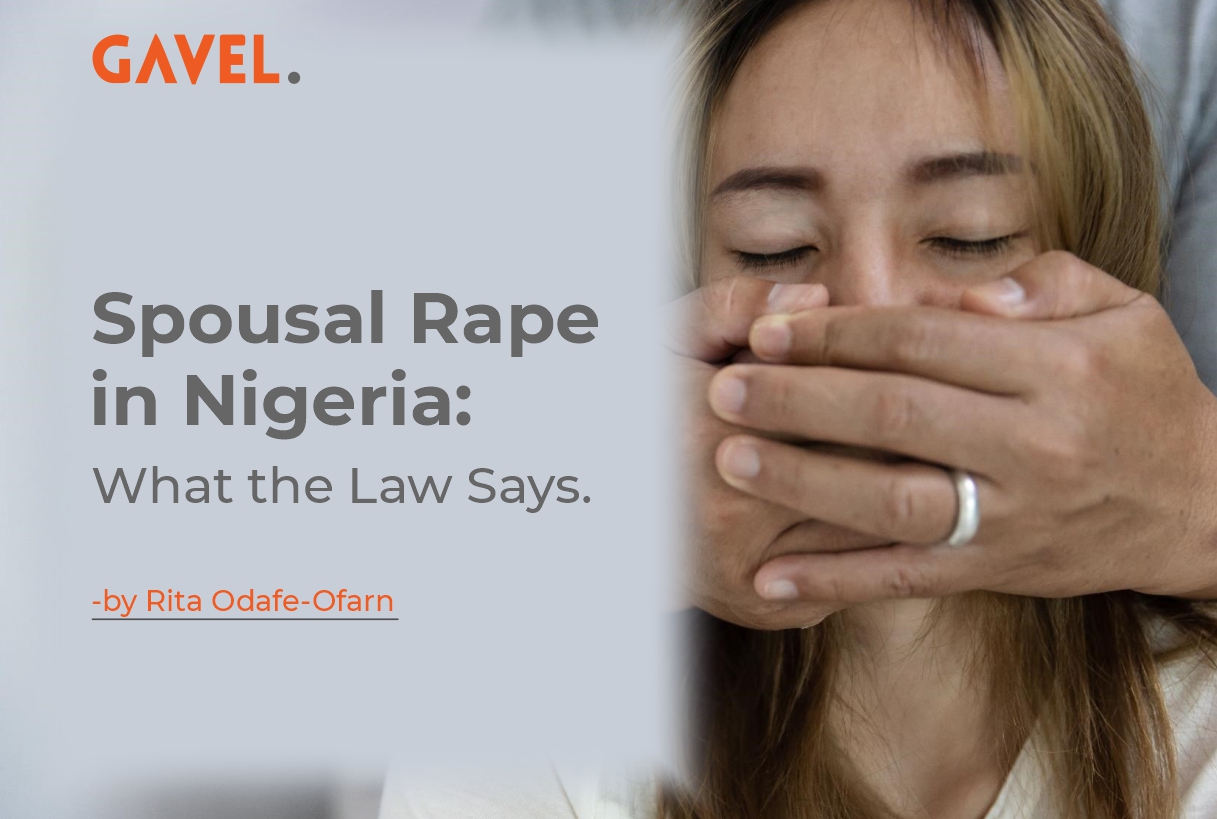 GAVEL.
Spousal Rape
in Nigeria:
What the Law Says.
-by Rita Odafe-Ofarn